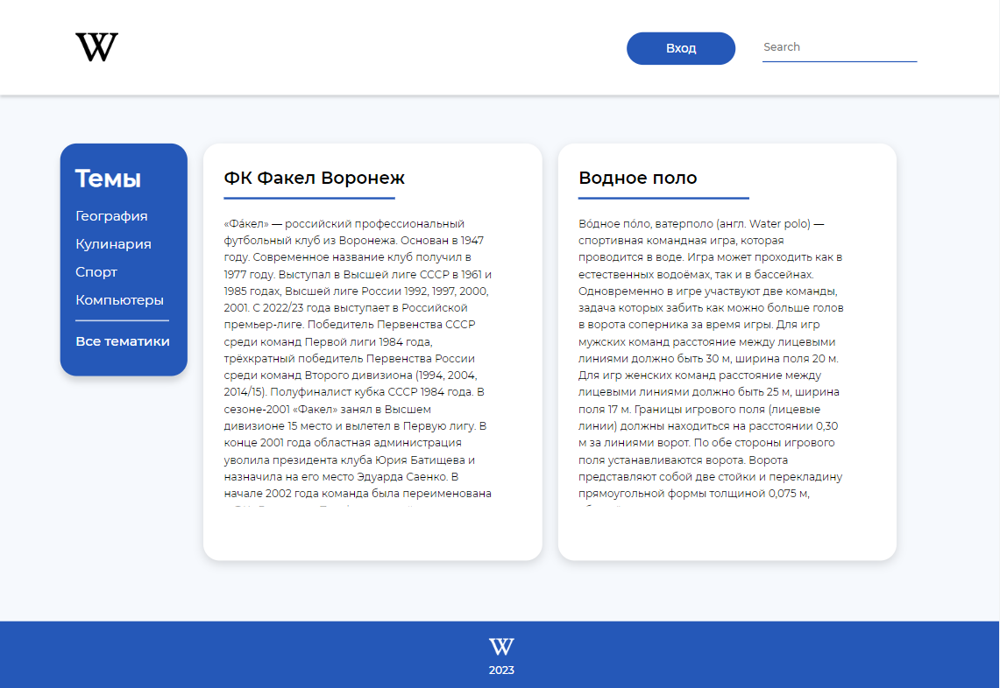 W
Вход
Search
Темы
География
Кулинария
Спорт
Компьютеры
Все тематики
ФК Факел Воронеж
«Фа́кел» — российский профессиональный
футбольный клуб из Воронежа. Основан в 1947
году. Современное название клуб получил в
1977 году. Выступал в Высшей лиге СССР в 1961 и
1985 годах, Высшей лиге России 1992, 1997, 2000,
2001. С 2022/23 года выступает в Российской
премьер-лиге. Победитель Первенства СССР
среди команд Первой лиги 1984 года,
трёхкратный победитель Первенства России
среди команд Второго дивизиона (1994, 2004,
2014/15). Полуфиналист кубка СССР 1984 года. В
сезоне-2001 «Факел» занял в Высшем
дивизионе 15 место и вылетел в Первую лигу. В
конце 2001 года областная администрация
уволила президента клуба Юрия Батищева и
назначила на его место Эдуарда Саенко. В
начале 2002 года команда была переименована
Водное поло
Во́дное по́ло, ватерполо (англ. Water polo) —
спортивная командная игра, которая
проводится в воде. Игра может проходить как в
естественных водоёмах, так и в бассейнах.
Одновременно в игре участвуют две команды,
задача которых забить как можно больше голов
в ворота соперника за время игры. Для игр
мужских команд расстояние между лицевыми
линиями должно быть 30 м, ширина поля 20 м.
Для игр женских команд расстояние между
лицевыми линиями должно быть 25 м, ширина
поля 17 м. Границы игрового поля (лицевые
линии) должны находиться на расстоянии 0,30
м за линиями ворот. По обе стороны игрового
поля устанавливаются ворота. Ворота
представляют собой две стойки и перекладину
прямоугольной формы толщиной 0,075 м,
W
2023